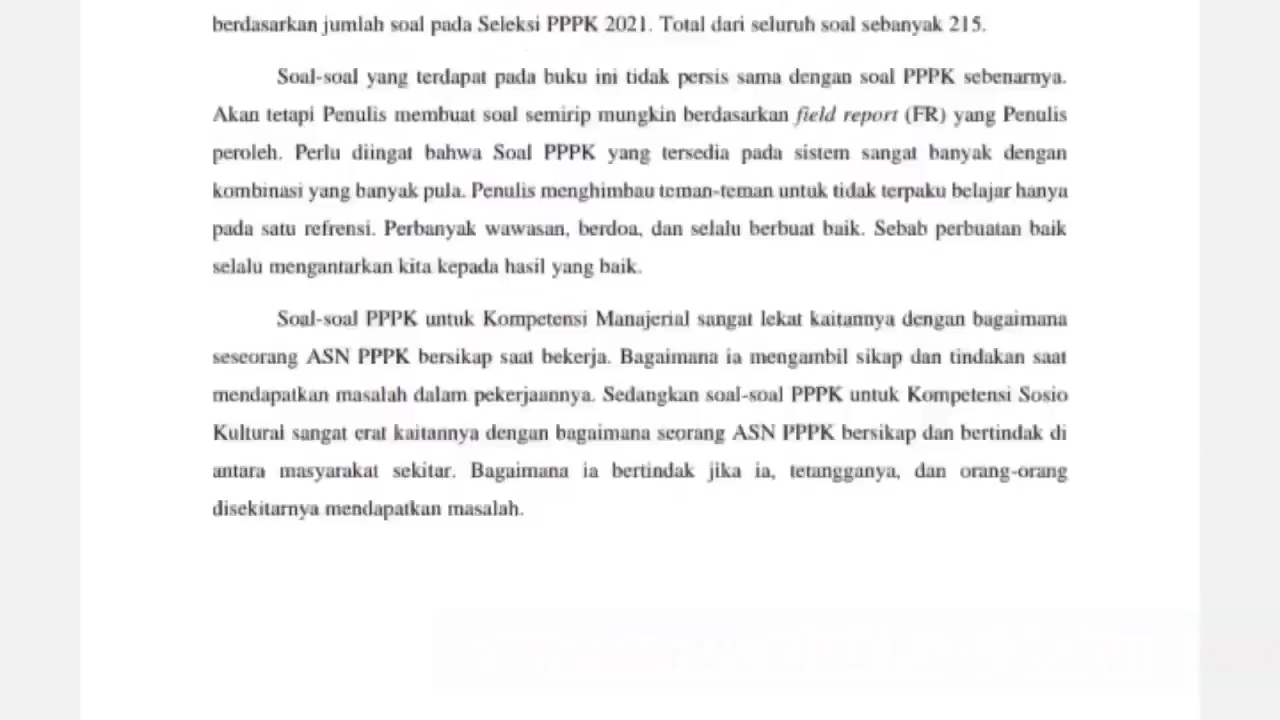 berdasarkan jumlah soal pada Seleksi PPPK 2021. Total dari seluruh soal sebanyak 215.
Soal-soal yang terdapat pada buku ini tidak persis sama dengan soal PPPK sebenarnya.
Akan tetapi Penulis membuat soal semirip mungkin berdasarkan field report (FR) yang Penulis
peroleh. Perlu diingat bahwa Soal PPPK yang tersedia pada sistem sangat banyak dengan
kombinasi yang banyak pula. Penulis menghimbau teman-teman untuk tidak terpaku belajar hanya
pada satu refrensi. Perbanyak wawasan, berdoa, dan selalu berbuat baik. Sebab perbuatan baik
selalu mengantarkan kita kepada hasil yang baik.
Soal-soal PPPK untuk Kompetensi Manajerial sangat lekat kaitannya dengan bagaimana
seseorang ASN PPPK bersikap saat bekerja. Bagaimana ia mengambil sikap dan tindakan saat
mendapatkan masalah dalam pekerjaannya. Sedangkan soal-soal PPPK untuk Kompetensi Sosio
Kultural sangat erat kaitannya dengan bagaimana seorang ASN PPPK bersikap dan bertindak di
antara masyarakat sekitar. Bagaimana ia bertindak jika ia, tetangganya, dan orang-orang
disekitarnya mendapatkan masalah.